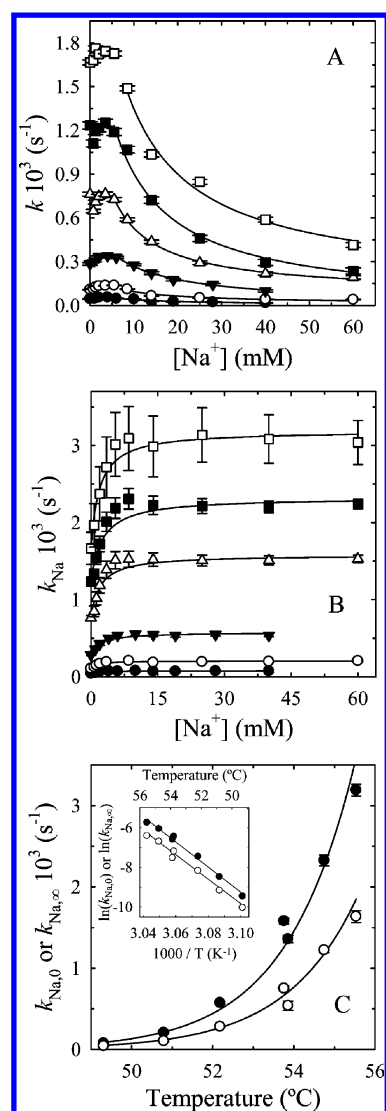 A
k 10³ (s⁻¹)
1.8
1.5
1.2
0.9
0.6
0.3
0.0
0 10 20 30 40 50 60
[Na⁺] (mM)
B
k_Na 10³ (s⁻¹)
3
2
1
0
0 15 30 45 60
[Na⁺] (mM)
C
k_Na,0 or k_Na,∞ 10³ (s⁻¹)
3
2
1
0
Temperature (ºC)
56 54 52 50
ln(k_Na,0) or ln(k_Na,∞)
-6
-8
-10
3.04 3.06 3.08 3.10
1000 / T (K⁻¹)
50 52 54 56
Temperature (ºC)